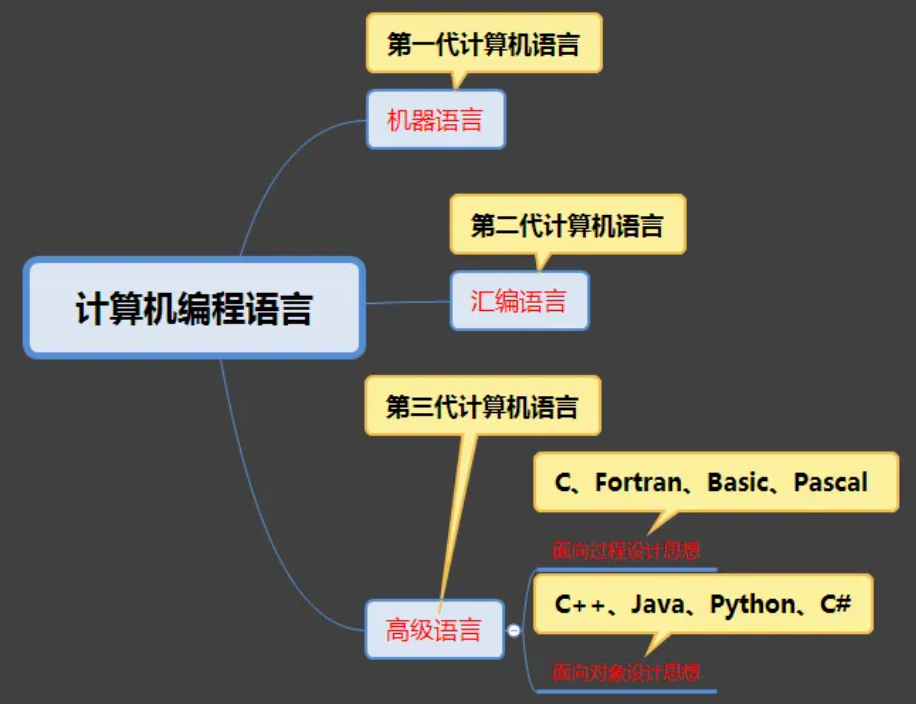 第一代计算机语言
机器语言
第二代计算机语言
计算机编程语言
汇编语言
第三代计算机语言
C、Fortran、Basic、Pascal
面向过程设计思想
C++、Java、Python、C#
高级语言
面向对象设计思想